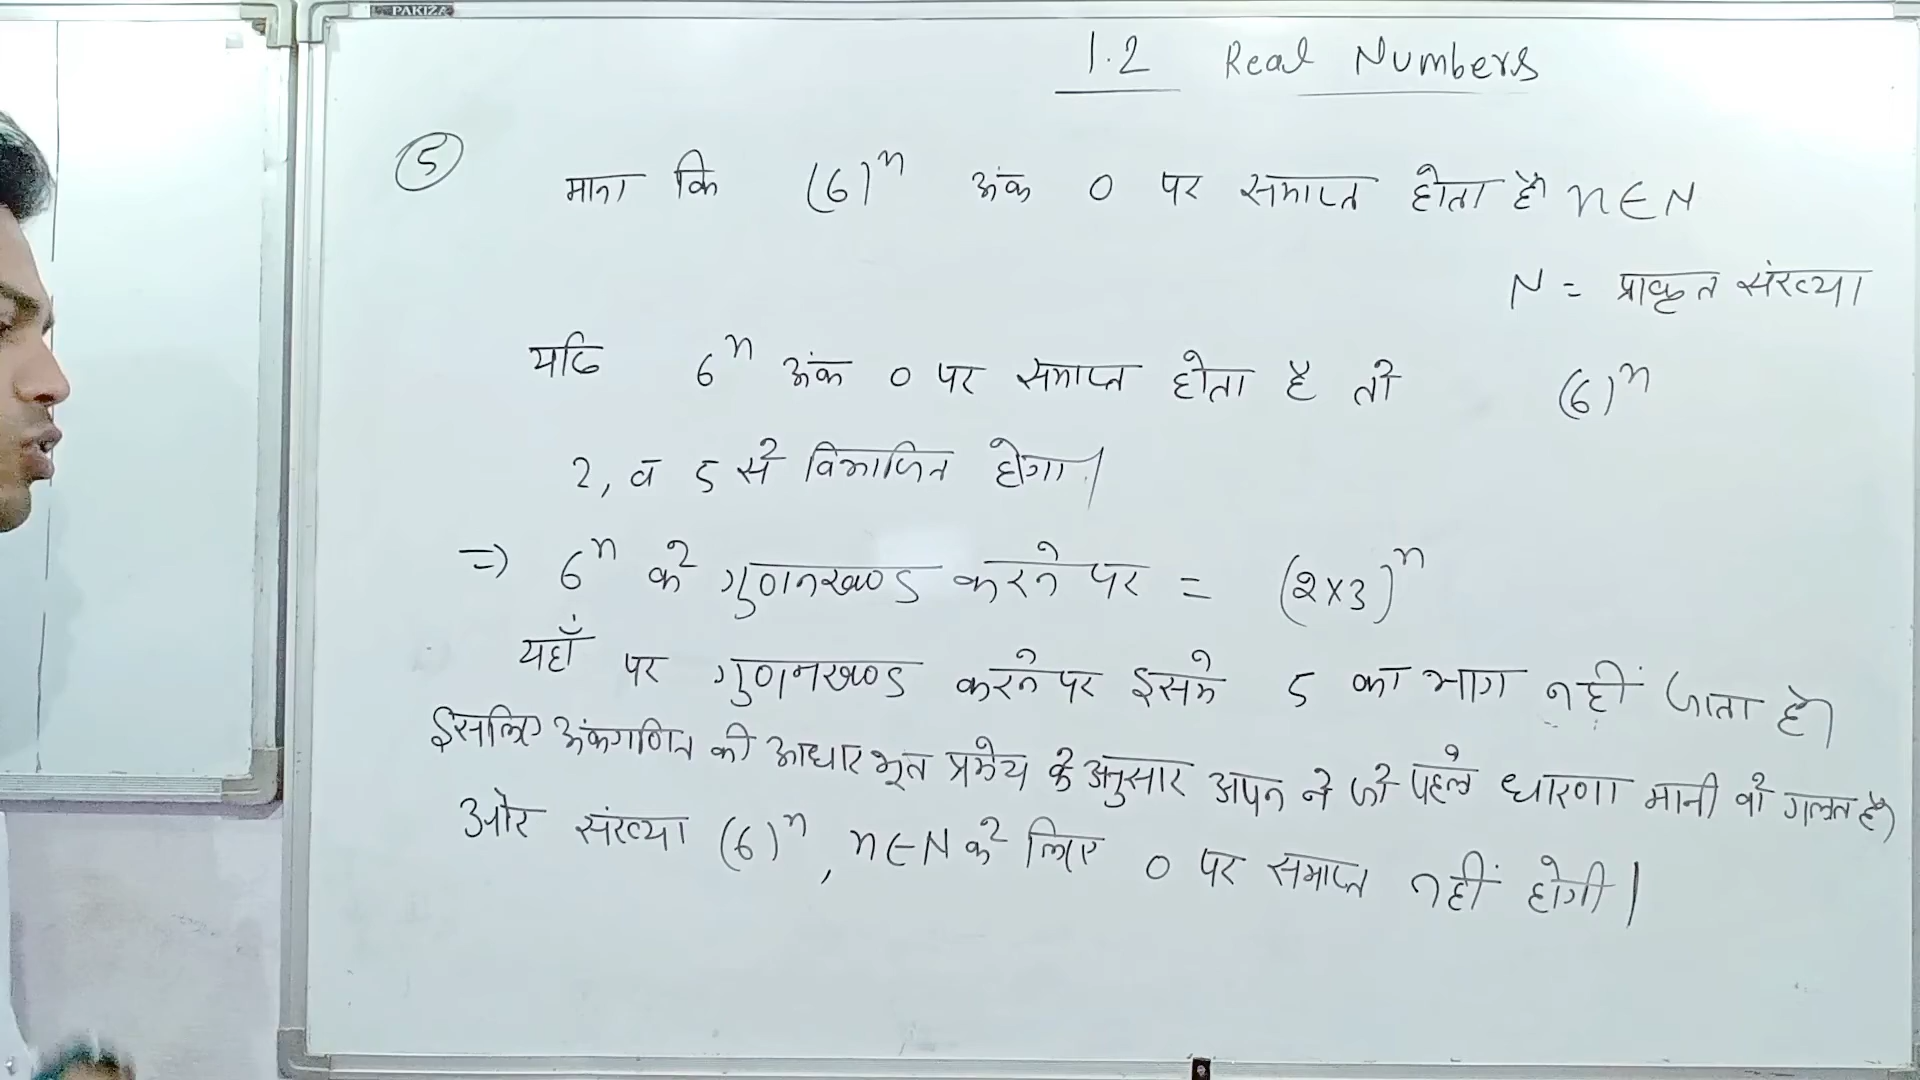 PAKIZA
1.2 Real Numbers
5 माना कि (6)^n अंक 0 पर समाप्त होता है n∈N
N = प्राकृत संख्या
यदि 6^n अंक 0 पर समाप्त होता है तो (6)^n
2, व 5 से विभाजित होगा।
=> 6^n के गुणनखण्ड करने पर = (2×3)^n
यहाँ पर गुणनखण्ड करने पर इसमे 5 का भाग नहीं जाता है।
इसलिए अंकगणित की आधारभूत प्रमेय के अनुसार अपन ने जो पहले धारणा मानी वो गलत है।
और संख्या (6)^n, n∈N के लिए 0 पर समाप्त नहीं होगी।